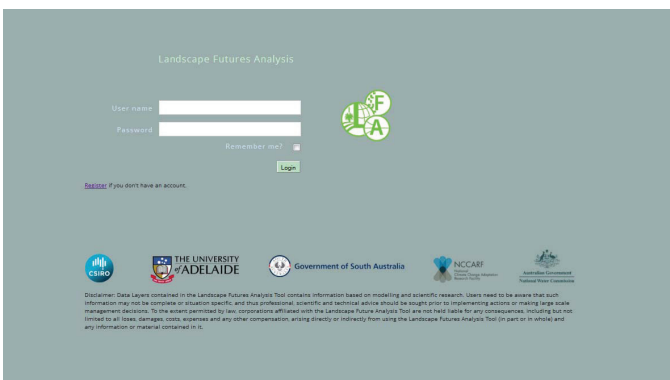 Landscape Futures Analysis
User name
Password
Remember me?
Login
Register if you don't have an account.
L F A
CSIRO
THE UNIVERSITY
of ADELAIDE
Government of South Australia
NCCARF
National
Climate Change Adaptation
Research Facility
Australian Government
National Water Commission
Disclaimer: Data Layers contained in the Landscape Futures Analysis Tool contains information based on modelling and scientific research. Users need to be aware that such
information may not be complete or situation specific, and thus professional, scientific and technical advice should be sought prior to implementing actions or making large scale
management decisions. To the extent permitted by law, corporations affiliated with the Landscape Future Analysis Tool are not held liable for any consequences, including but not
limited to all loses, damages, costs, expenses and any other compensation, arising directly or indirectly from using the Landscape Futures Analysis Tool (in part or in whole) and
any information or material contained in it.